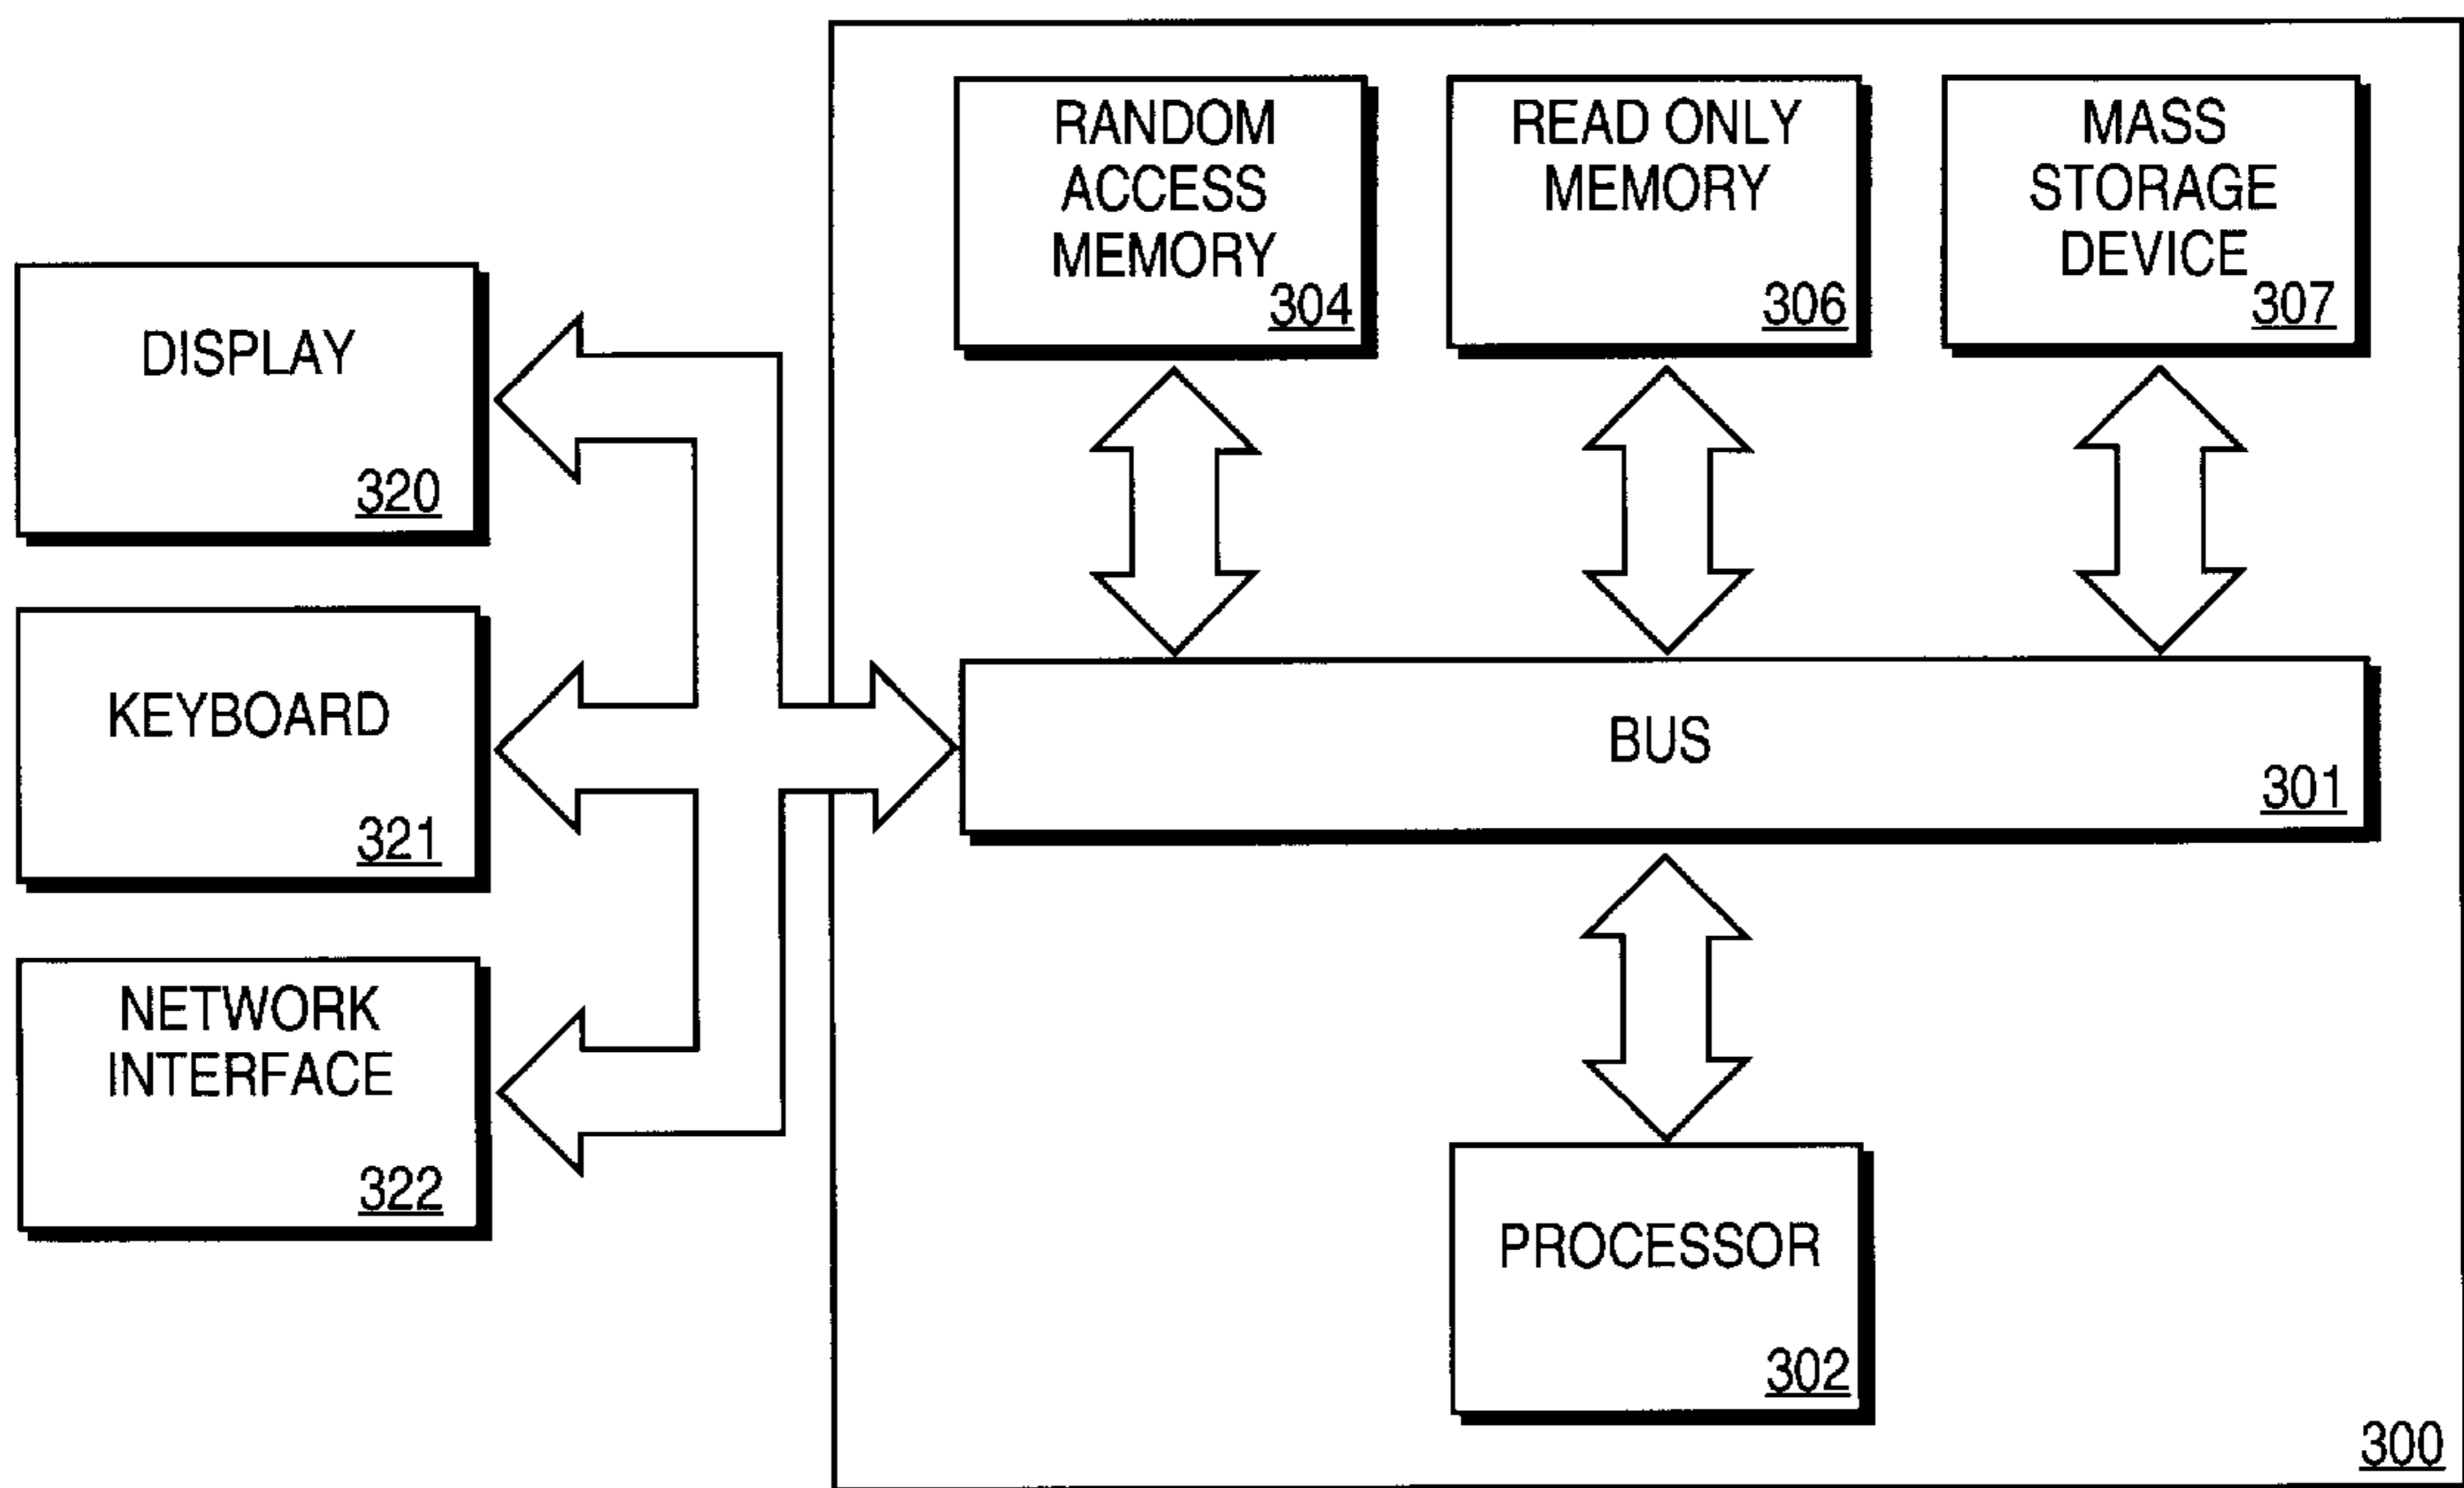 RANDOM
ACCESS
MEMORY
304
READ ONLY
MEMORY
306
MASS
STORAGE
DEVICE
307
DISPLAY
320
KEYBOARD
321
NETWORK
INTERFACE
322
BUS
301
PROCESSOR
302
300